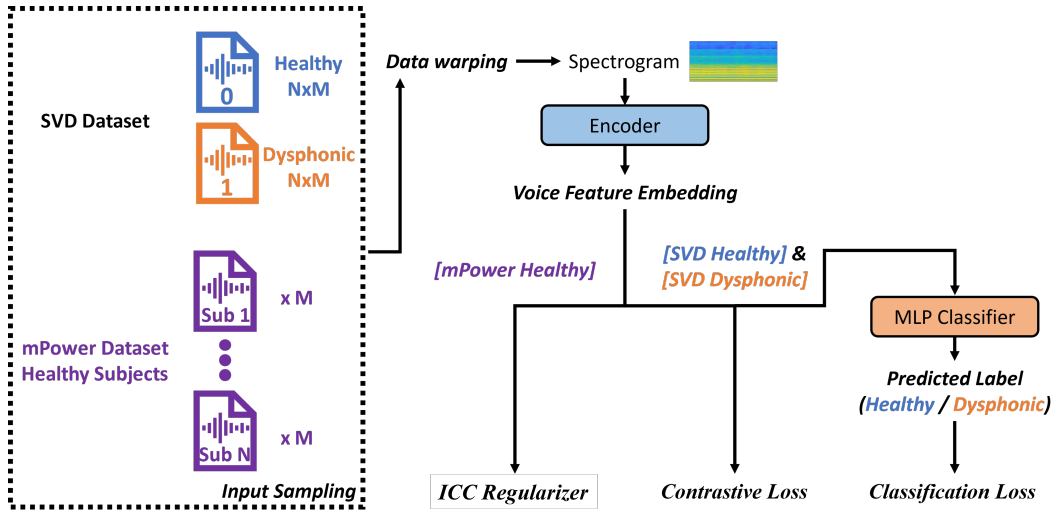 SVD Dataset
Healthy
NxM
0
Dysphonic
NxM
1
mPower Dataset
Healthy Subjects
Sub 1
x M
Sub N
x M
Input Sampling
Data warping
Spectrogram
Encoder
Voice Feature Embedding
[mPower Healthy]
[SVD Healthy] &
[SVD Dysphonic]
MLP Classifier
Predicted Label
(Healthy / Dysphonic)
ICC Regularizer
Contrastive Loss
Classification Loss